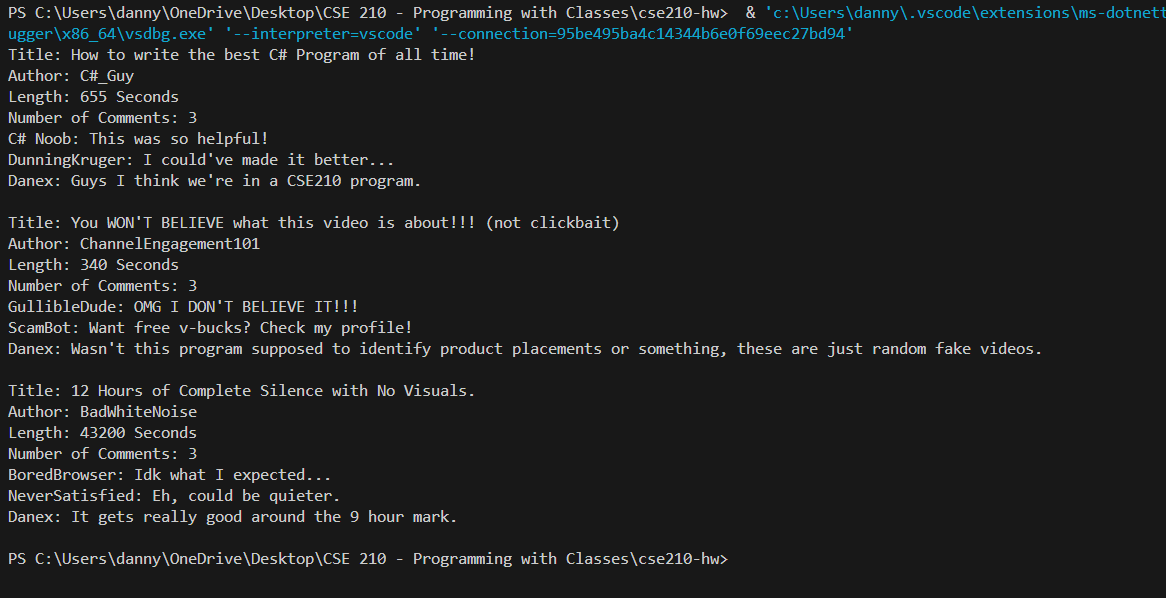 PS C:\Users\danny\OneDrive\Desktop\CSE 210 - Programming with Classes\cse210-hw>  & 'c:\Users\danny\.vscode\extensions\ms-dotnett
ugger\x86_64\vsdbg.exe' '--interpreter=vscode' '--connection=95be495ba4c14344b6e0f69eec27bd94'
Title: How to write the best C# Program of all time!
Author: C#_Guy
Length: 655 Seconds
Number of Comments: 3
C# Noob: This was so helpful!
DunningKruger: I could've made it better...
Danex: Guys I think we're in a CSE210 program.

Title: You WON'T BELIEVE what this video is about!!! (not clickbait)
Author: ChannelEngagement101
Length: 340 Seconds
Number of Comments: 3
GullibleDude: OMG I DON'T BELIEVE IT!!!
ScamBot: Want free v-bucks? Check my profile!
Danex: Wasn't this program supposed to identify product placements or something, these are just random fake videos.

Title: 12 Hours of Complete Silence with No Visuals.
Author: BadWhiteNoise
Length: 43200 Seconds
Number of Comments: 3
BoredBrowser: Idk what I expected...
NeverSatisfied: Eh, could be quieter.
Danex: It gets really good around the 9 hour mark.

PS C:\Users\danny\OneDrive\Desktop\CSE 210 - Programming with Classes\cse210-hw>